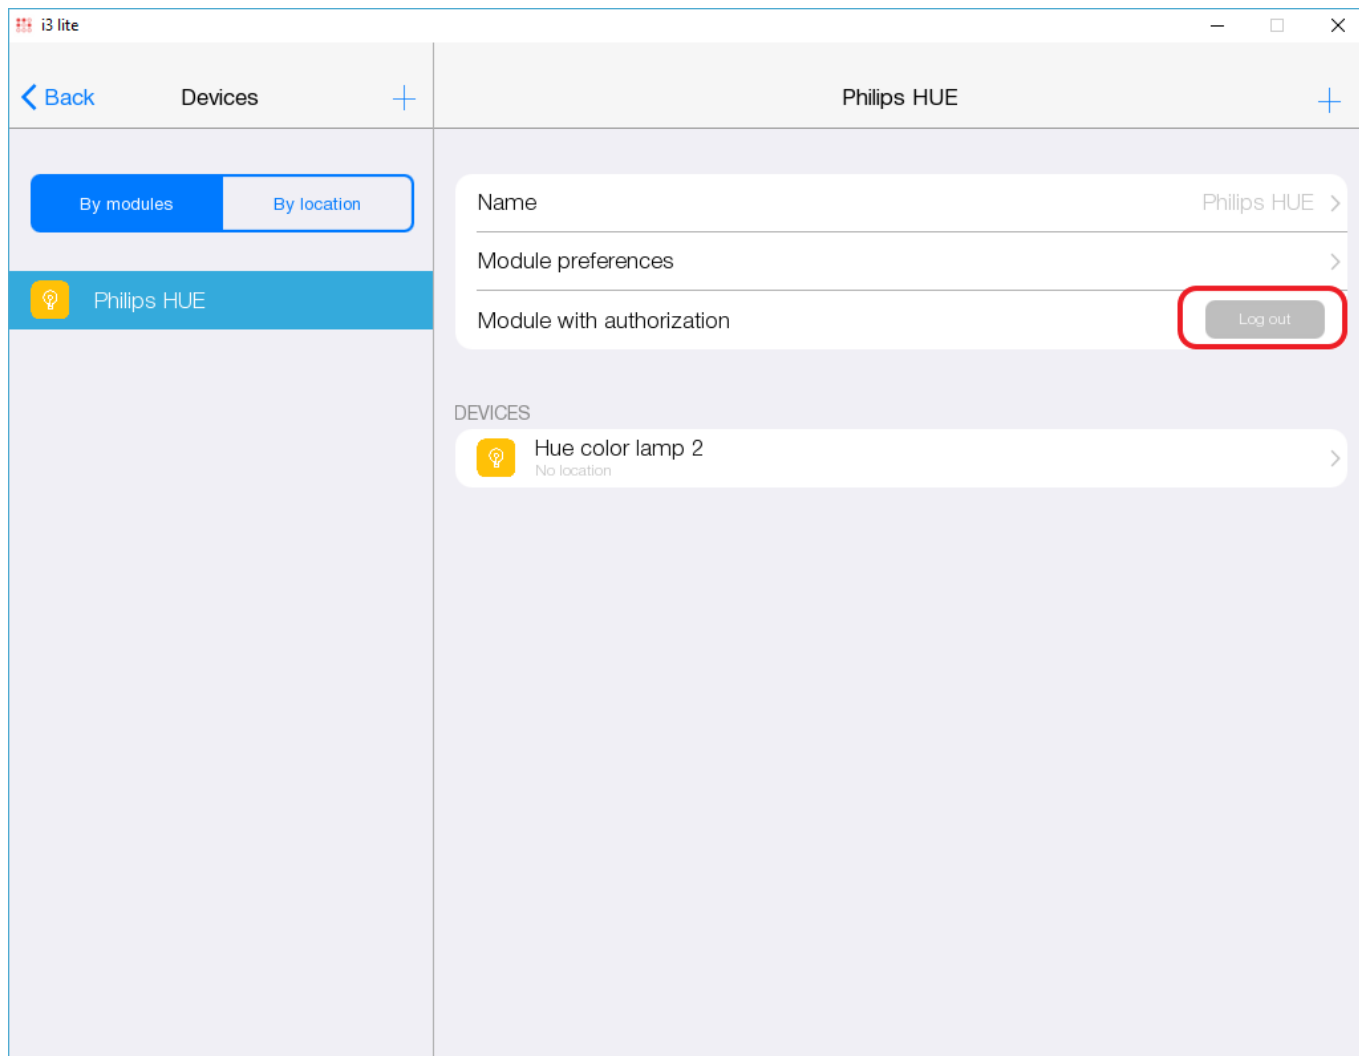 i3 lite
Back
Devices
Philips HUE
By modules
By location
Philips HUE
Name
Philips HUE
Module preferences
Module with authorization
Log out
DEVICES
Hue color lamp 2
No location